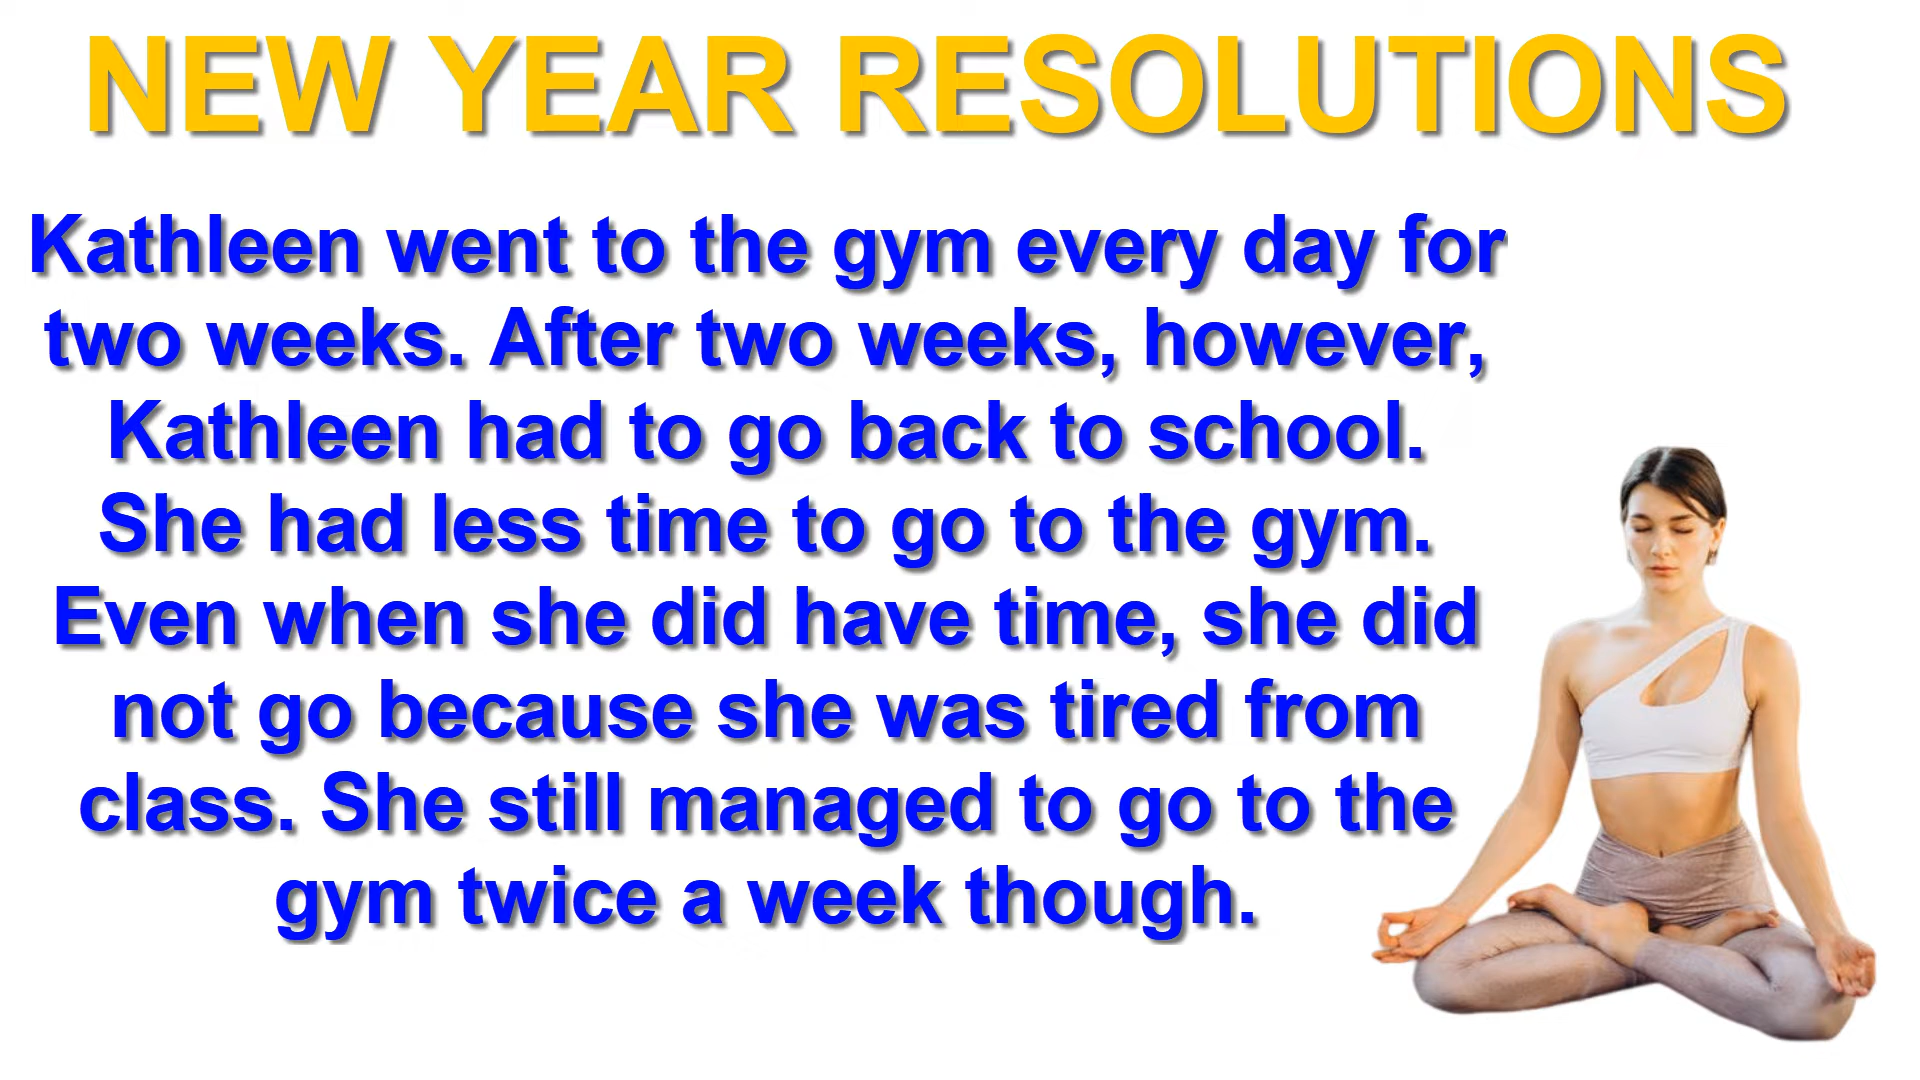 NEW YEAR RESOLUTIONS
Kathleen went to the gym every day for
two weeks. After two weeks, however,
Kathleen had to go back to school.
She had less time to go to the gym.
Even when she did have time, she did
not go because she was tired from
class. She still managed to go to the
gym twice a week though.